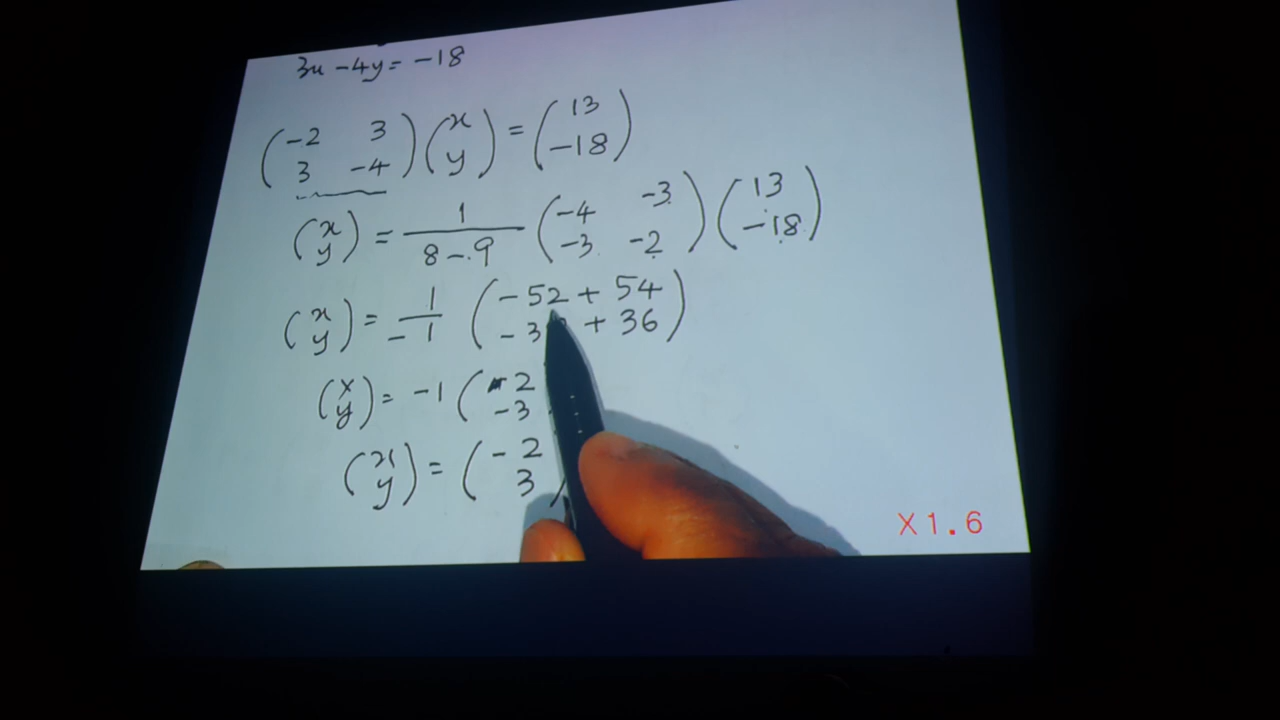 3x -4y = -18
(-2 3
3 -4) (x
y) = (13
-18)
(x
y) = 1
8-9 (-4 -3
-3 -2) (13
-18)
(x
y) = 1
-1 (-52 + 54
-3 + 36)
(x
y) = -1 (2
-3
(x
y) = (-2
3)
X1.6